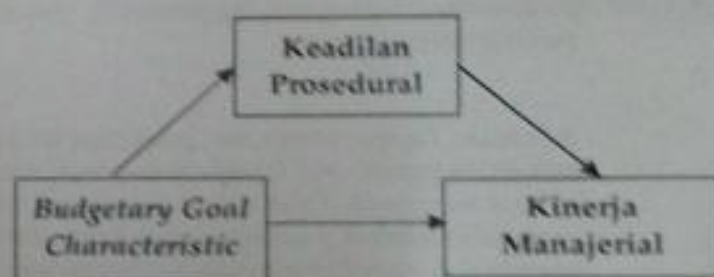 Keadilan
Prosedural
Budgetary Goal
Characteristic
Kinerja
Manajerial